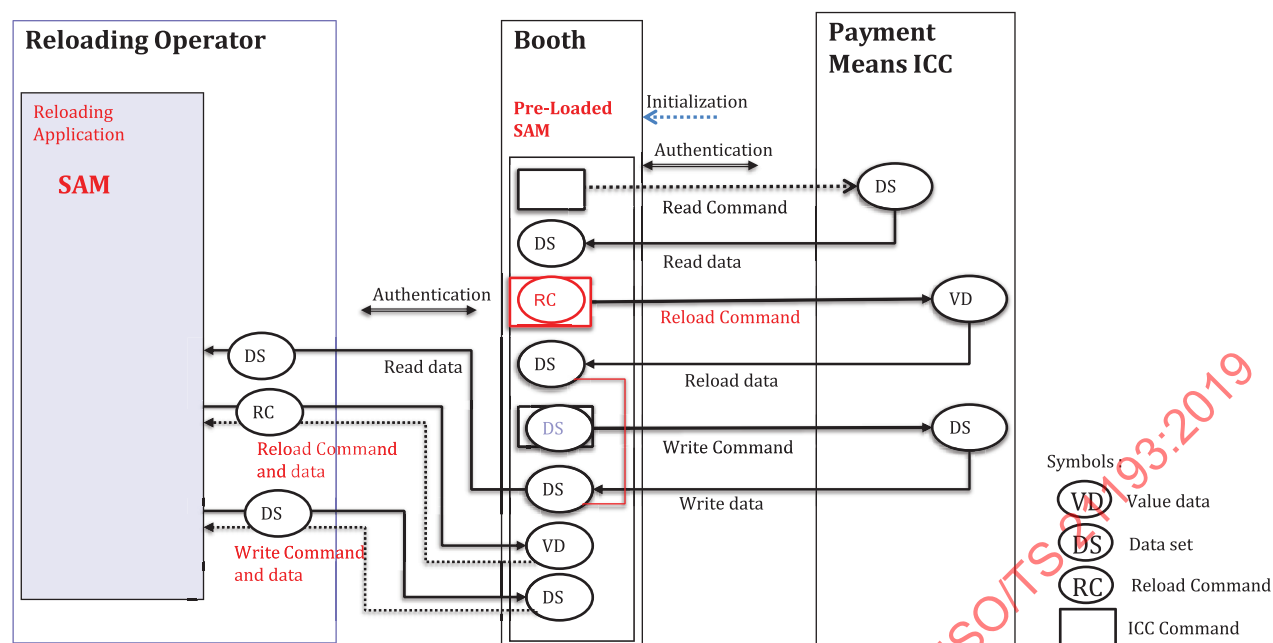 Reloading Operator
Booth
Payment
Means ICC
Reloading
Application
SAM
Pre-Loaded
SAM
Initialization
Authentication
DS
Read Command
DS
Read data
Authentication
RC
Reload Command
VD
DS
Read data
DS
Reload data
RC
Reload Command
and data
DS
Write Command
DS
DS
Write data
DS
Write Command
and data
VD
DS
Symbols :
VD Value data
DS Data set
RC Reload Command
ICC Command
ISO/TS 21193:2019